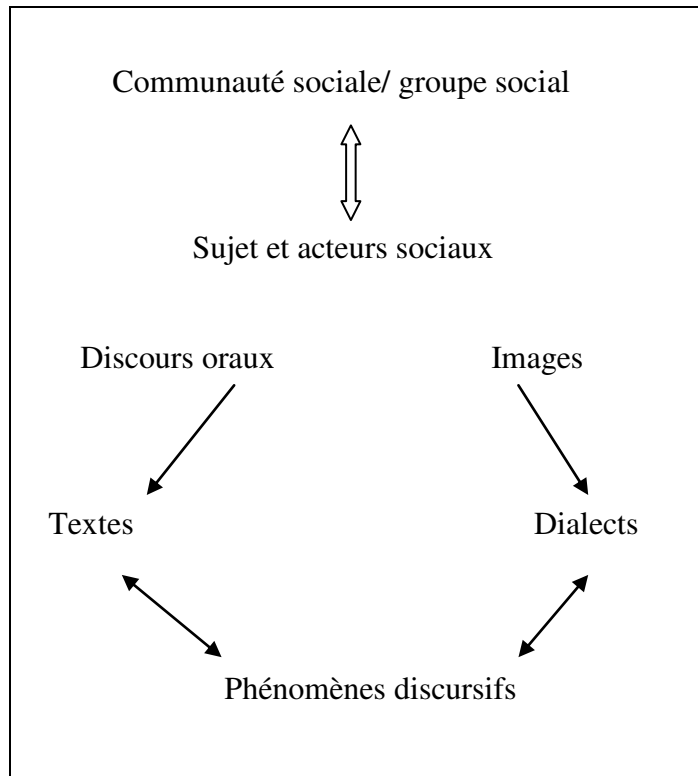 Communauté sociale/ groupe social
Sujet et acteurs sociaux
Discours oraux
Images
Textes
Dialects
Phénomènes discursifs